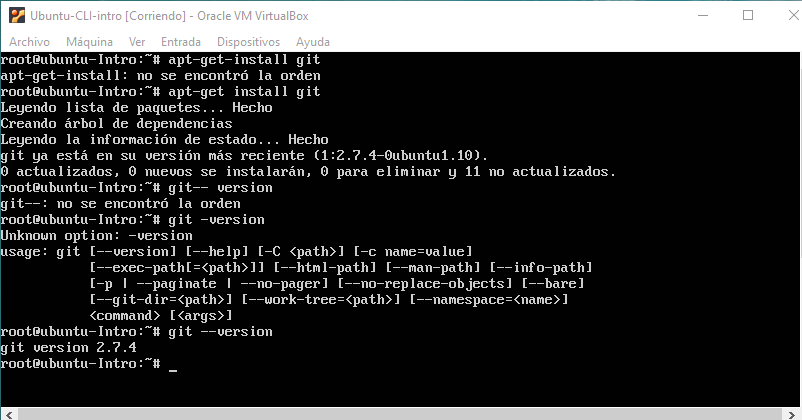 Ubuntu-CLI-intro [Corriendo] - Oracle VM VirtualBox
Archivo Máquina Ver Entrada Dispositivos Ayuda
root@ubuntu-Intro:~# apt-get-install git
apt-get-install: no se encontró la orden
root@ubuntu-Intro:~# apt-get install git
Leyendo lista de paquetes... Hecho
Creando árbol de dependencias
Leyendo la información de estado... Hecho
git ya está en su versión más reciente (1:2.7.4-0ubuntu1.10).
0 actualizados, 0 nuevos se instalarán, 0 para eliminar y 11 no actualizados.
root@ubuntu-Intro:~# git-- version
git--: no se encontró la orden
root@ubuntu-Intro:~# git -version
Unknown option: -version
usage: git [--version] [--help] [-C <path>] [-c name=value]
[--exec-path[=<path>]] [--html-path] [--man-path] [--info-path]
[-p | --paginate | --no-pager] [--no-replace-objects] [--bare]
[--git-dir=<path>] [--work-tree=<path>] [--namespace=<name>]
<command> [<args>]
root@ubuntu-Intro:~# git --version
git version 2.7.4
root@ubuntu-Intro:~# _